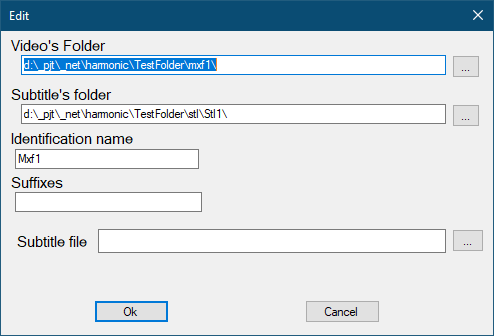 Edit
Video's Folder
d:\_pjt\_net\harmonic\TestFolder\mxf1\
...
Subtitle's folder
d:\_pjt\_net\harmonic\TestFolder\stl\Stl1\
...
Identification name
Mxf1
Suffixes
Subtitle file
...
Ok
Cancel